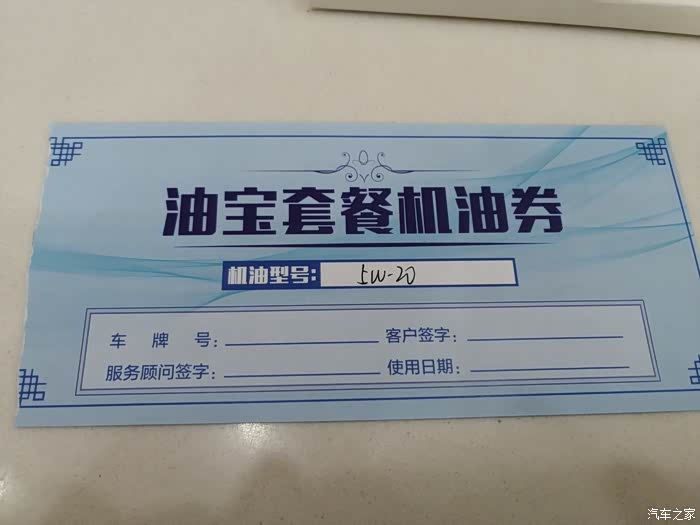 油宝套餐机油券
机油型号: 5W-20
车牌号: 客户签字:
服务顾问签字: 使用日期:
汽车之家